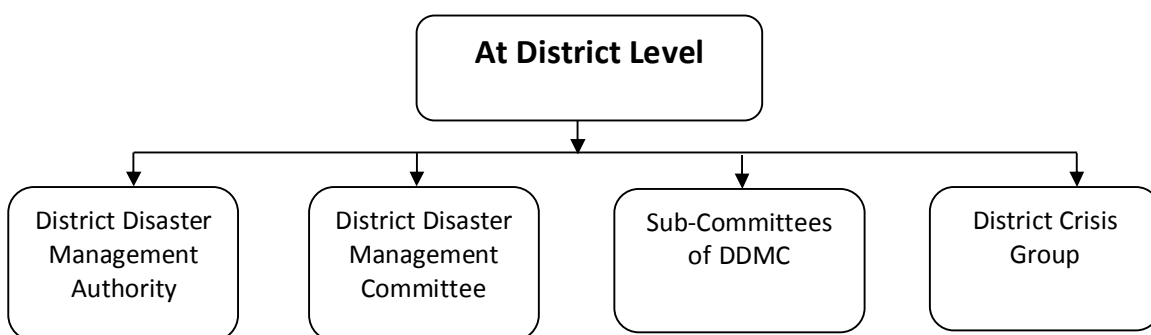 At District Level
District Disaster
Management
Authority
District Disaster
Management
Committee
Sub-Committees
of DDMC
District Crisis
Group